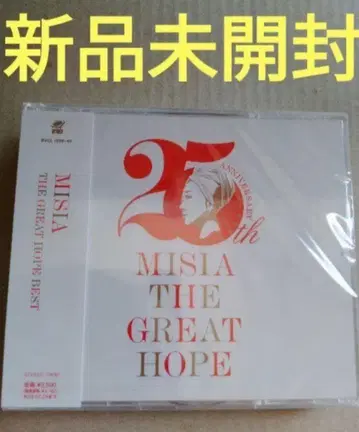 新品未開封
25th
ANNIVERSARY
MISIA
THE
GREAT
HOPE
MISIA
THE GREAT HOPE BEST